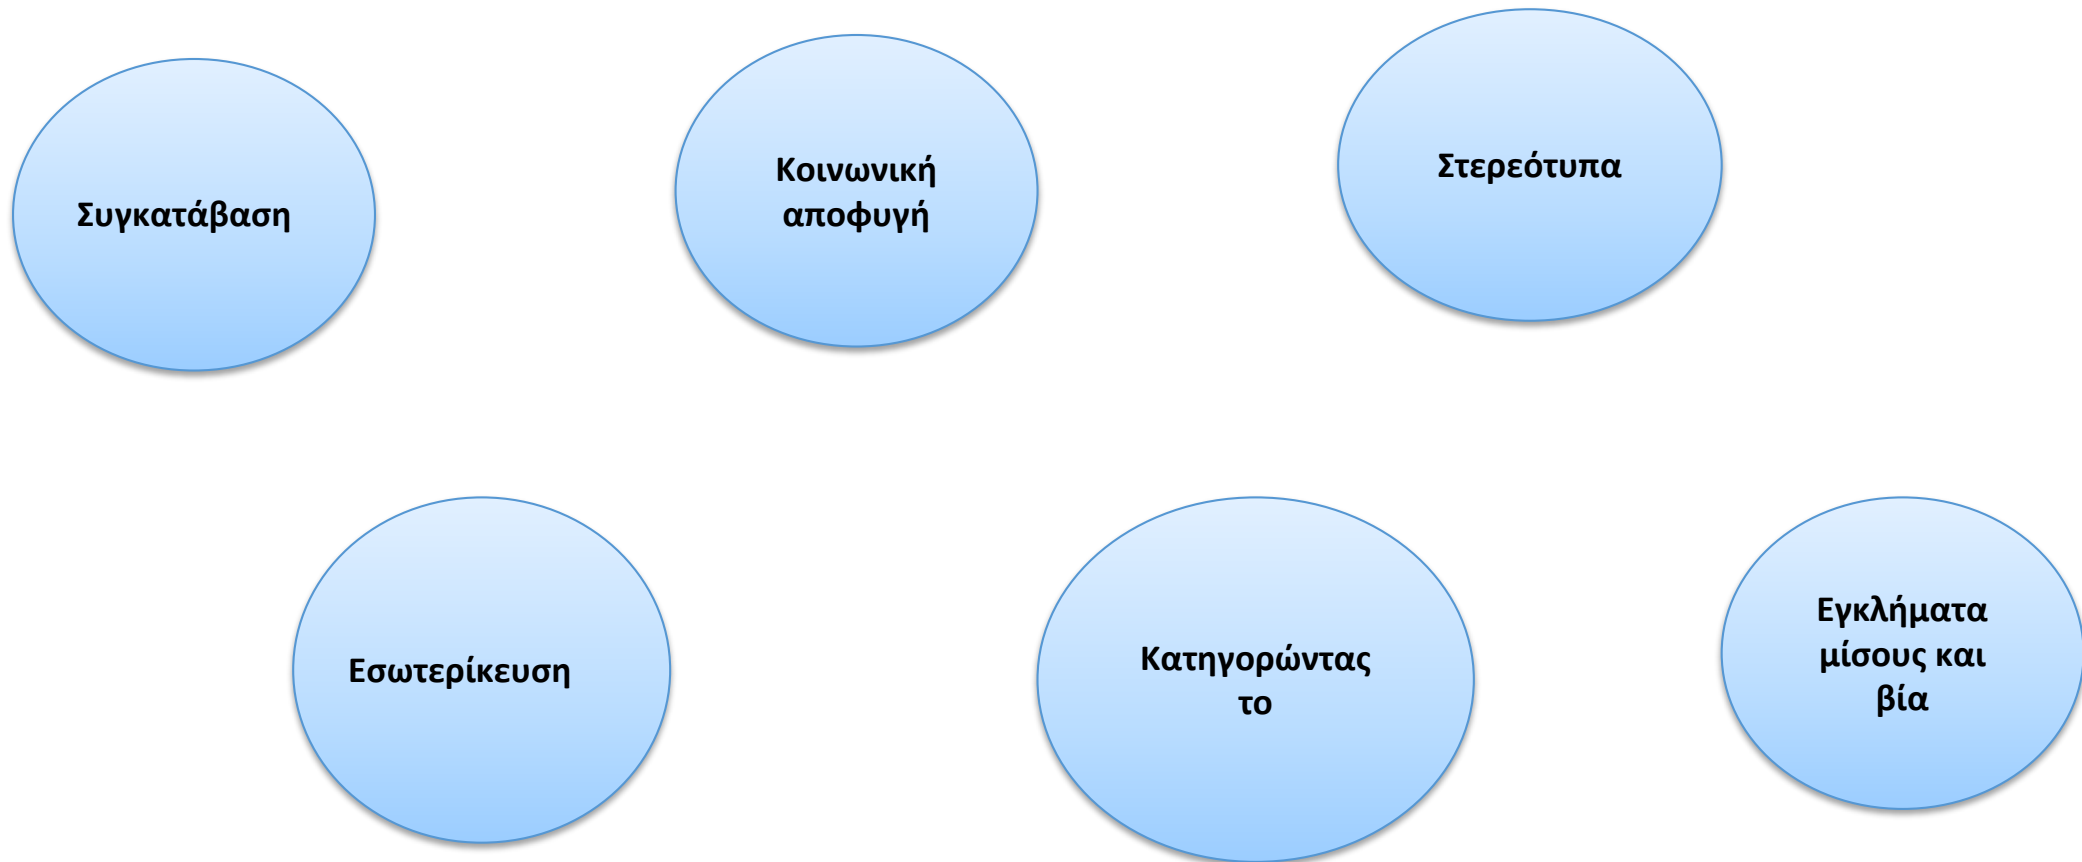 Συγκατάβαση
Κοινωνική
αποφυγή
Στερεότυπα
Εσωτερίκευση
Κατηγορώντας
το
Εγκλήματα
μίσους και
βία